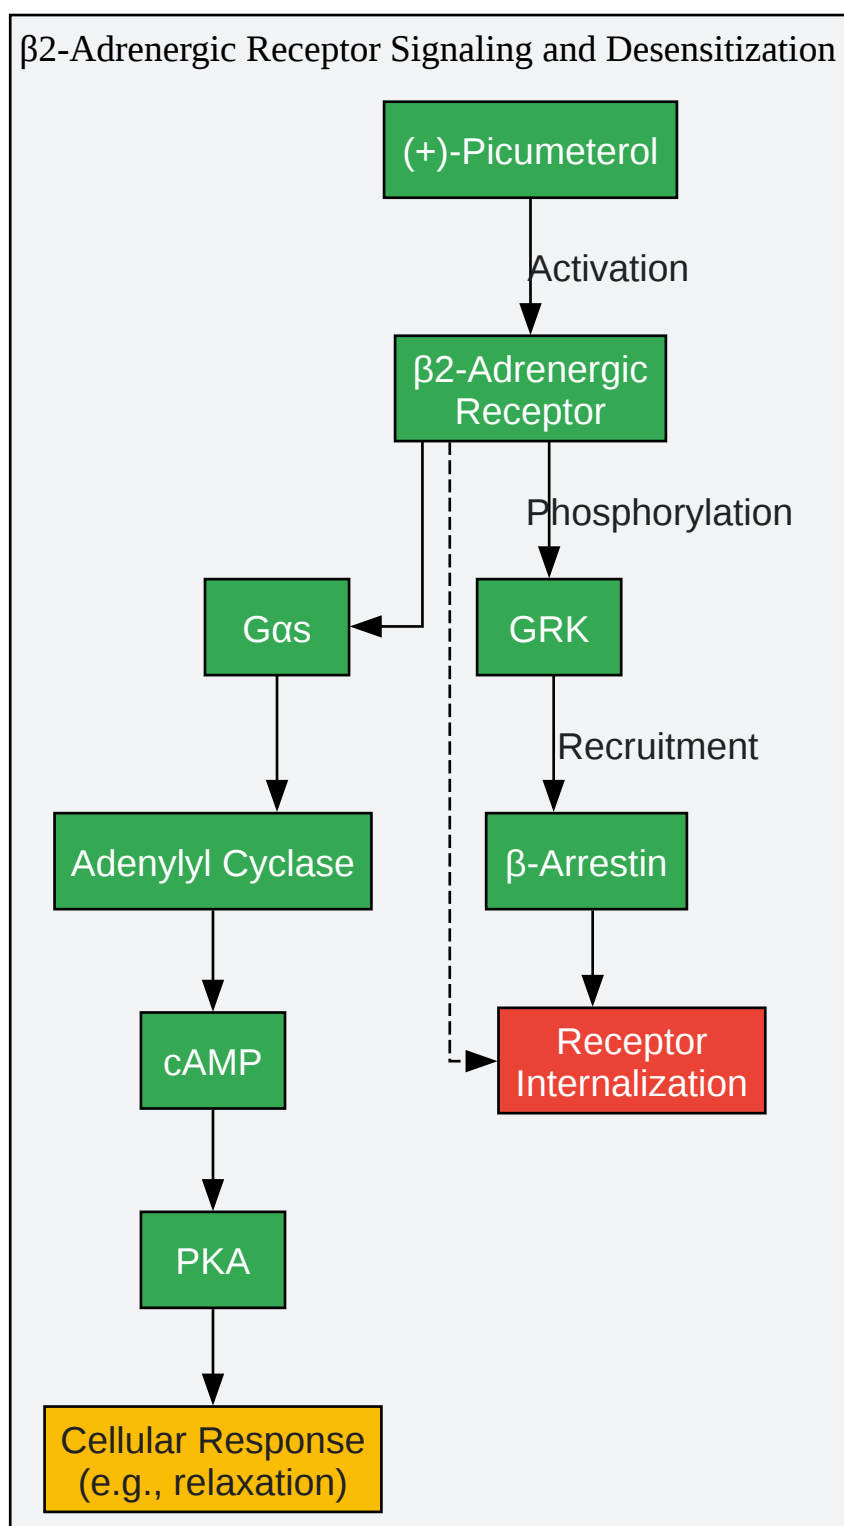 β2-Adrenergic Receptor Signaling and Desensitization
(+)-Picumeterol
Activation
β2-Adrenergic
Receptor
Phosphorylation
Gαs
GRK
Recruitment
Adenylyl Cyclase
β-Arrestin
cAMP
Receptor
Internalization
PKA
Cellular Response
(e.g., relaxation)